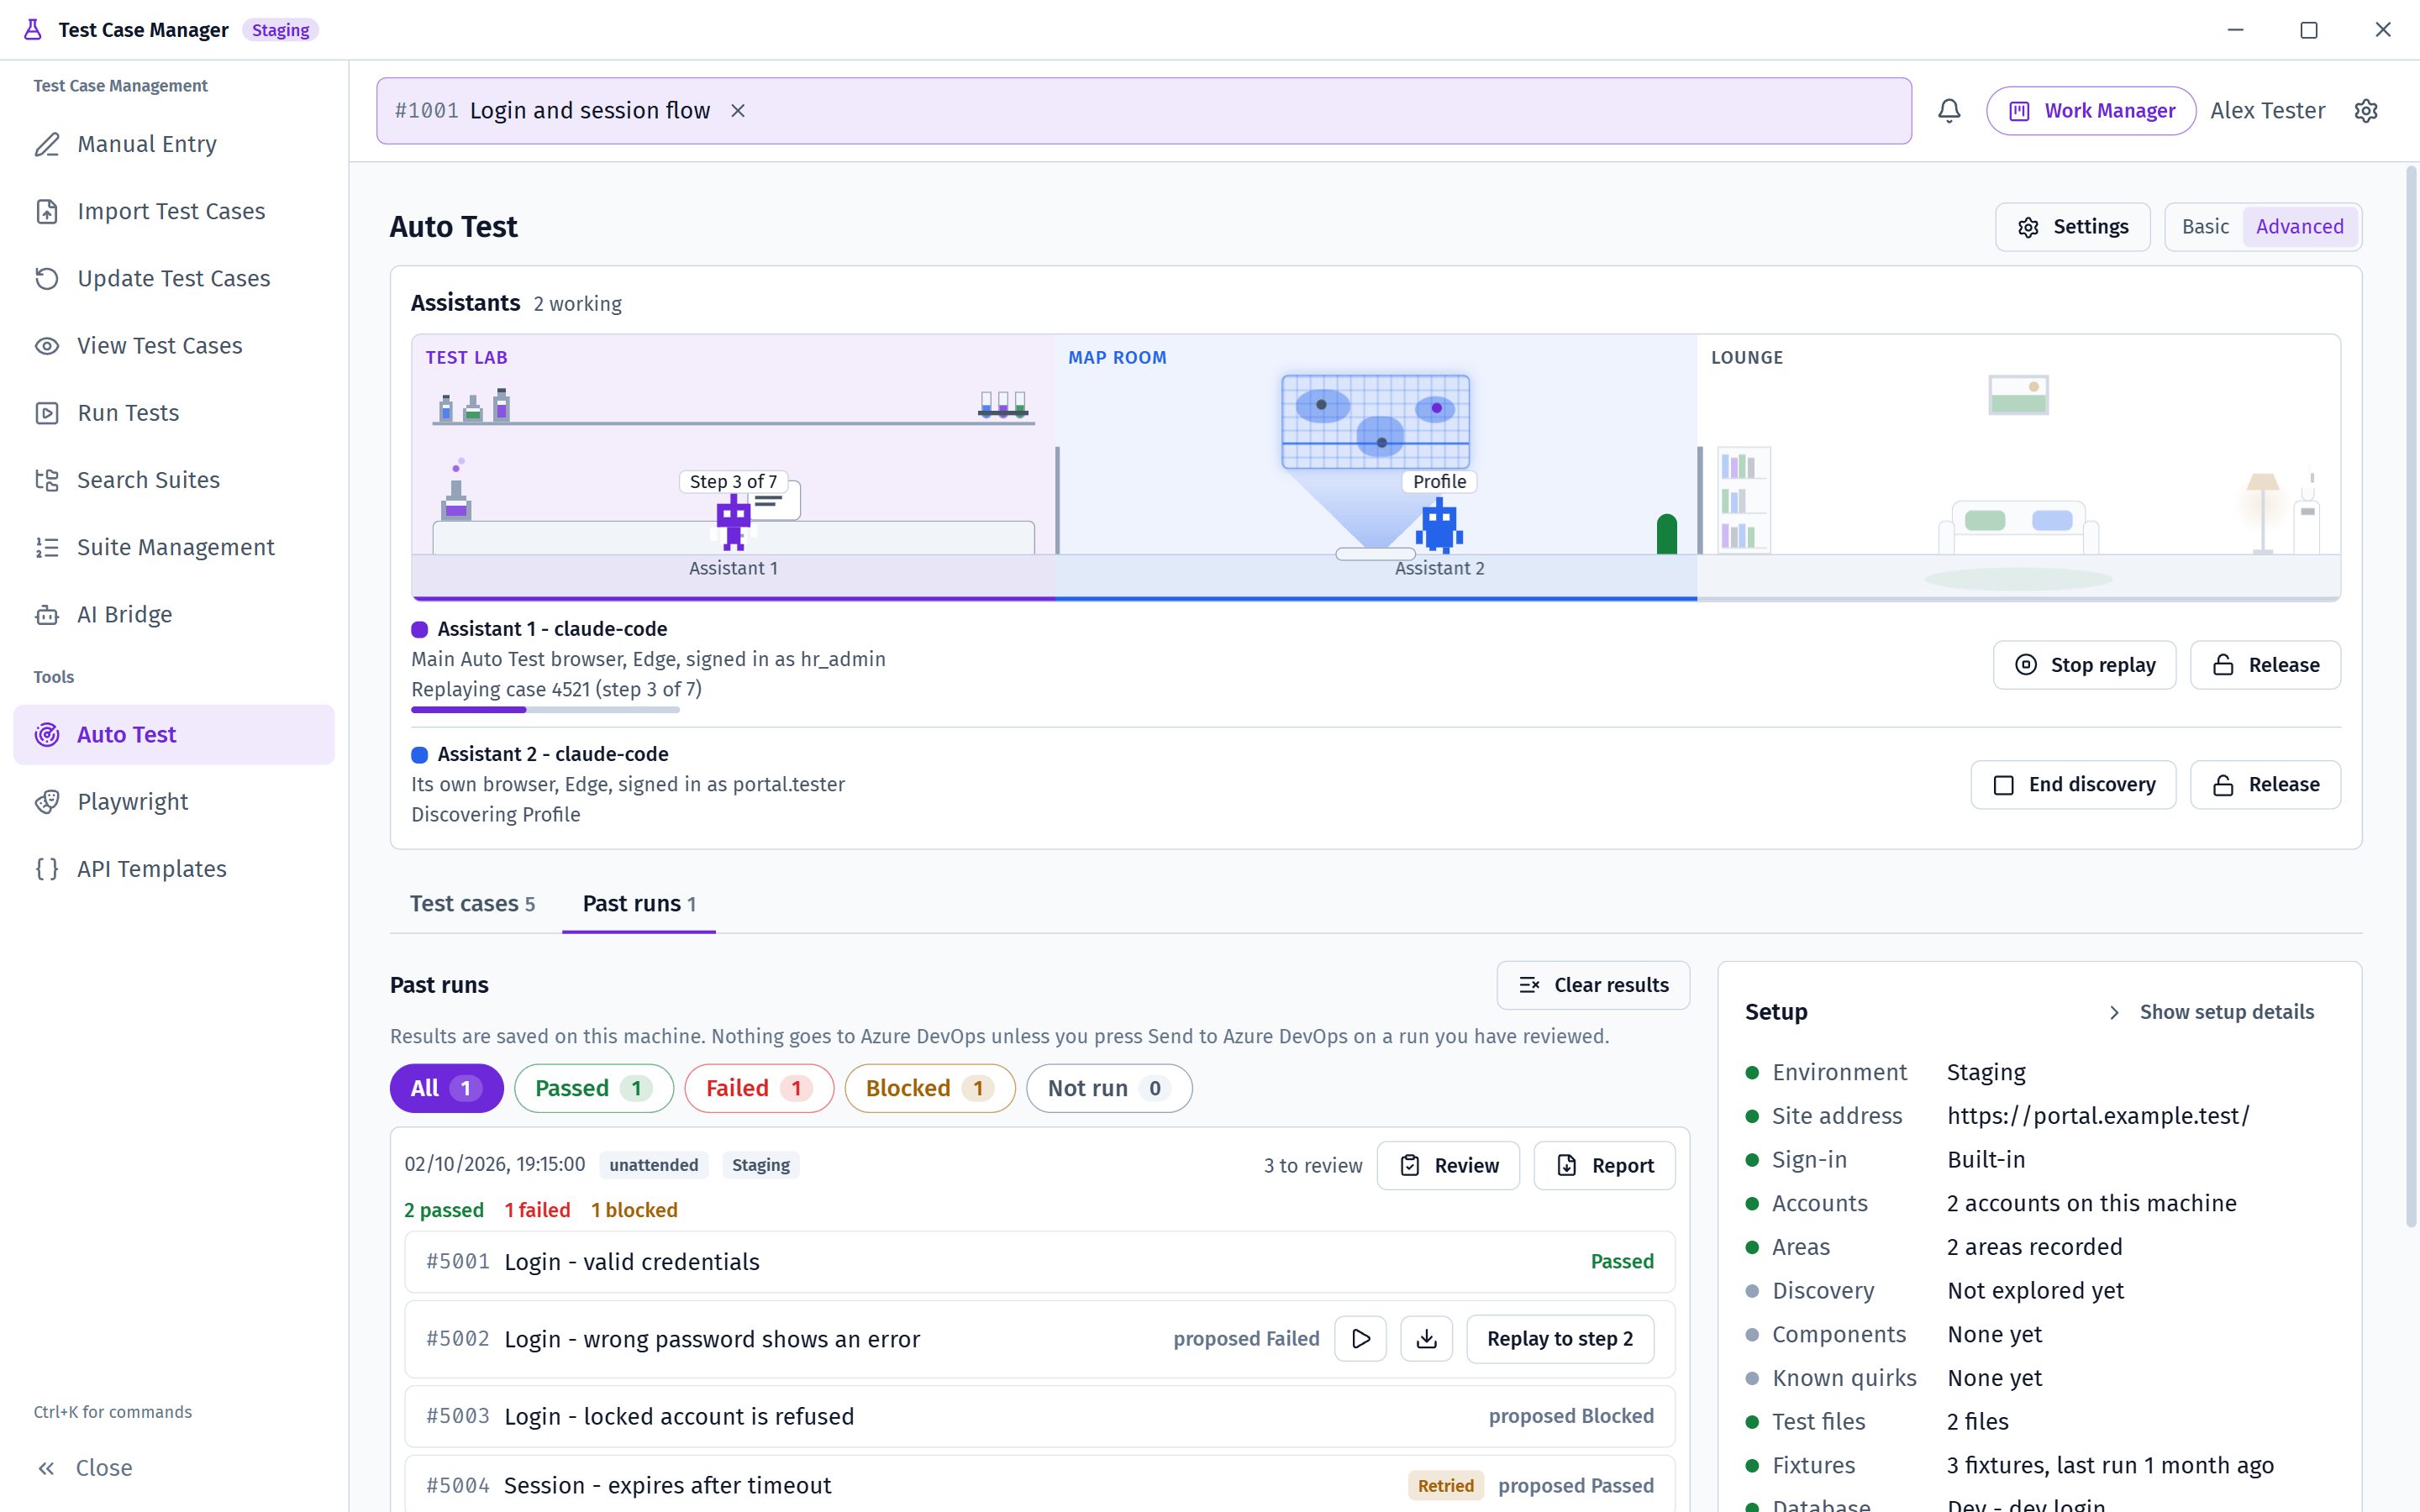 Test Case Manager Staging
Test Case Management
Manual Entry
Import Test Cases
Update Test Cases
View Test Cases
Run Tests
Search Suites
Suite Management
AI Bridge
Tools
Auto Test
Playwright
API Templates
Ctrl+K for commands
Close
#1001 Login and session flow
Work Manager
Alex Tester
Auto Test
Settings
Basic
Advanced
Assistants 2 working
TEST LAB
MAP ROOM
LOUNGE
Step 3 of 7
Profile
Assistant 1
Assistant 2
Assistant 1 - claude-code
Main Auto Test browser, Edge, signed in as hr_admin
Replaying case 4521 (step 3 of 7)
Stop replay
Release
Assistant 2 - claude-code
Its own browser, Edge, signed in as portal.tester
Discovering Profile
End discovery
Release
Test cases 5
Past runs 1
Past runs
Clear results
Results are saved on this machine. Nothing goes to Azure DevOps unless you press Send to Azure DevOps on a run you have reviewed.
All 1
Passed 1
Failed 1
Blocked 1
Not run 0
02/10/2026, 19:15:00 unattended Staging
3 to review
Review
Report
2 passed 1 failed 1 blocked
#5001 Login - valid credentials Passed
#5002 Login - wrong password shows an error proposed Failed Replay to step 2
#5003 Login - locked account is refused proposed Blocked
#5004 Session - expires after timeout Retried proposed Passed
Setup
Show setup details
Environment Staging
Site address https://portal.example.test/
Sign-in Built-in
Accounts 2 accounts on this machine
Areas 2 areas recorded
Discovery Not explored yet
Components None yet
Known quirks None yet
Test files 2 files
Fixtures 3 fixtures, last run 1 month ago
Database Dev - dev login